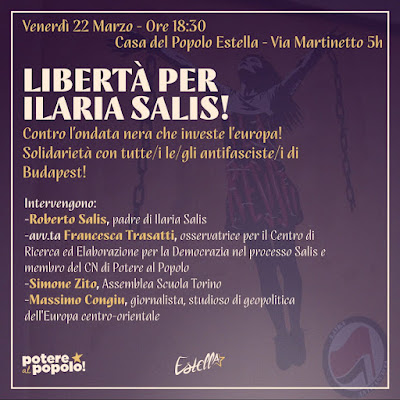 Venerdì 22 Marzo - Ore 18:30
Casa del Popolo Estella - Via Martinetto 5h
LIBERTÀ PER
ILARIA SALIS!
Contro l'ondata nera che investe l'europa!
Solidarietà con tutte/i le/gli antifasciste/i di
Budapest!
Intervengono:
-Roberto Salis, padre di Ilaria Salis
-avv.ta Francesca Trasatti, osservatrice per il Centro di
Ricerca ed Elaborazione per la Democrazia nel processo Salis e
membro del CN di Potere al Popolo
-Simone Zito, Assemblea Scuola Torino
-Massimo Congiu, giornalista, studioso di geopolitica
dell'Europa centro-orientale
potere
al popolo!
Estella